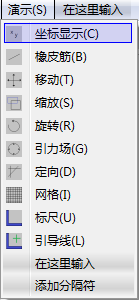 演示(S) 在这里输入
坐标显示(C)
橡皮筋(B)
移动(T)
缩放(S)
旋转(R)
引力场(G)
定向(D)
网格(I)
标尺(U)
引导线(L)
在这里输入
添加分隔符